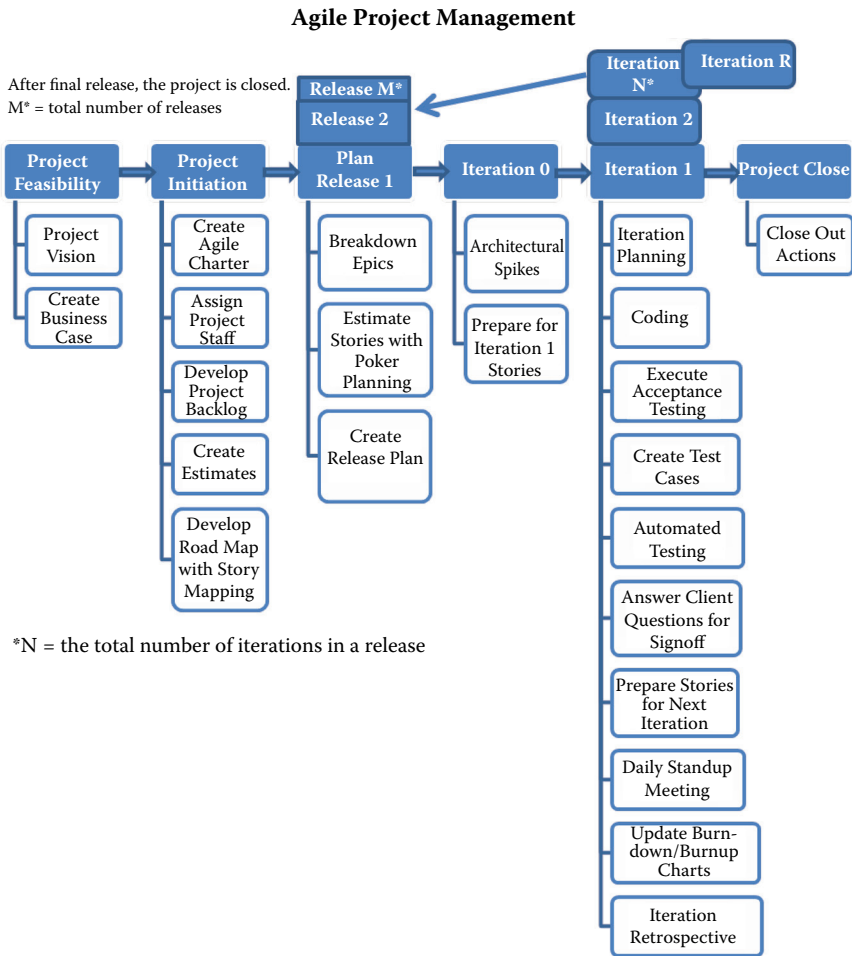 Agile Project Management
After final release, the project is closed.
M* = total number of releases
Release M*
Release 2
Iteration
N*
Iteration R
Iteration 2
Project
Feasibility
Project
Initiation
Plan
Release 1
Iteration 0
Iteration 1
Project Close
Project
Vision
Create
Business
Case
Create
Agile
Charter
Assign
Project
Staff
Develop
Project
Backlog
Create
Estimates
Develop
Road Map
with Story
Mapping
Breakdown
Epics
Estimate
Stories with
Poker
Planning
Create
Release Plan
Architectural
Spikes
Prepare for
Iteration 1
Stories
Iteration
Planning
Coding
Execute
Acceptance
Testing
Create Test
Cases
Automated
Testing
Answer Client
Questions for
Signoff
Prepare Stories
for Next
Iteration
Daily Standup
Meeting
Update Burn-
down/Burnup
Charts
Iteration
Retrospective
Close Out
Actions
*N = the total number of iterations in a release